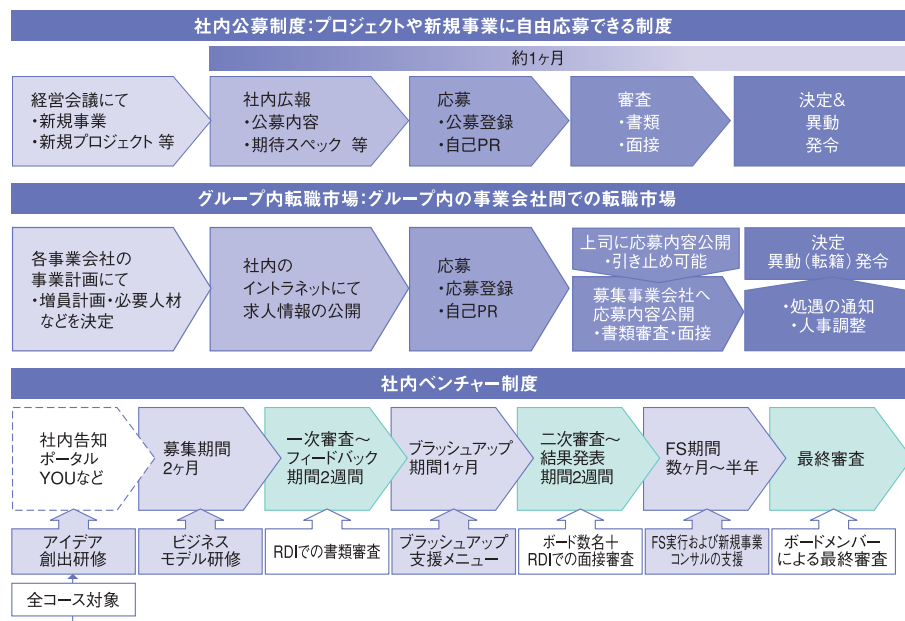 社内公募制度：プロジェクトや新規事業に自由応募できる制度
約1ヶ月
経営会議にて
・新規事業
・新規プロジェクト 等
社内広報
・公募内容
・期待スペック 等
応募
・公募登録
・自己PR
審査
・書類
・面接
決定&
異動
発令
グループ内転職市場：グループ内の事業会社間での転職市場
各事業会社の
事業計画にて
・増員計画・必要人材
などを決定
社内の
イントラネットにて
求人情報の公開
応募
・応募登録
・自己PR
上司に応募内容公開
・引き止め可能
募集事業会社へ
応募内容公開
・書類審査・面接
決定
異動（転籍）発令
・処遇の通知
・人事調整
社内ベンチャー制度
社内告知
ポータル
YOUなど
募集期間
2ヶ月
一次審査～
フィードバック
期間2週間
ブラッシュアップ
期間1ヶ月
二次審査～
結果発表
期間2週間
FS期間
数ヶ月～半年
最終審査
アイデア
創出研修
ビジネス
モデル研修
RDIでの書類審査
ブラッシュアップ
支援メニュー
ボード数名＋
RDIでの面接審査
FS実行および新規事業
コンサルの支援
ボードメンバー
による最終審査
全コース対象